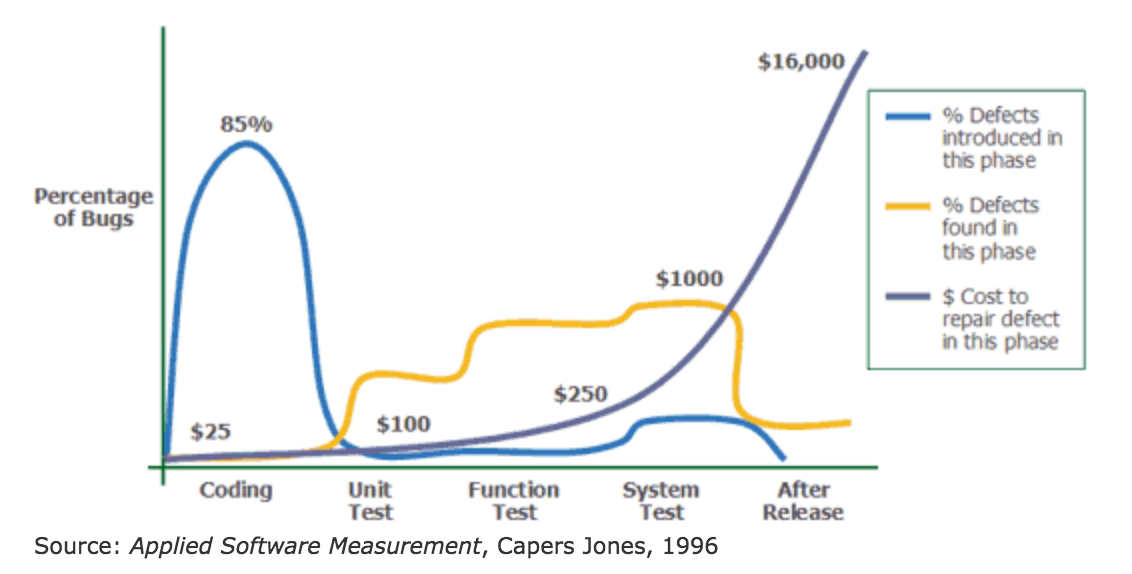 $16,000
85%
Percentage
of Bugs
$1000
$250
$100
$25
Coding
Unit
Test
Function
Test
System
Test
After
Release
% Defects
introduced in
this phase
% Defects
found in
this phase
$ Cost to
repair defect
in this phase
Source: Applied Software Measurement, Capers Jones, 1996